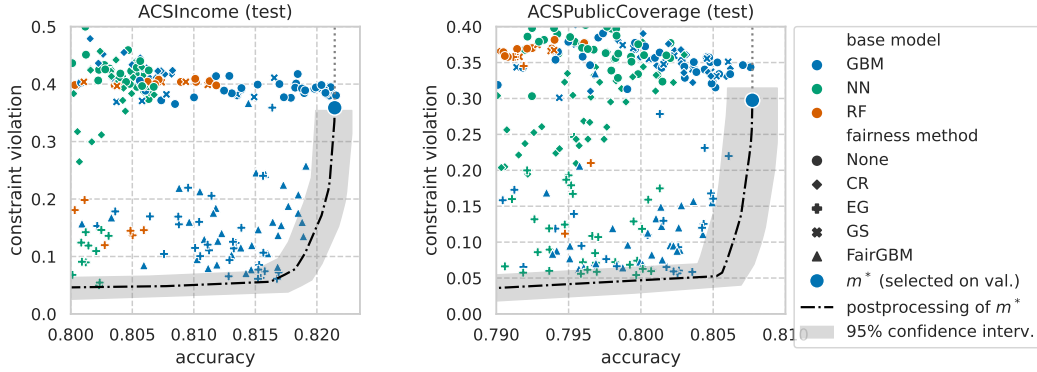 ACSIncome (test)
constraint violation
0.5
0.4
0.3
0.2
0.1
0.0
0.800 0.805 0.810 0.815 0.820
accuracy
ACSPublicCoverage (test)
constraint violation
0.40
0.35
0.30
0.25
0.20
0.15
0.10
0.05
0.00
0.790 0.795 0.800 0.805 0.810
accuracy
base model
GBM
NN
RF
fairness method
None
CR
EG
GS
FairGBM
m* (selected on val.)
postprocessing of m*
95% confidence interv.